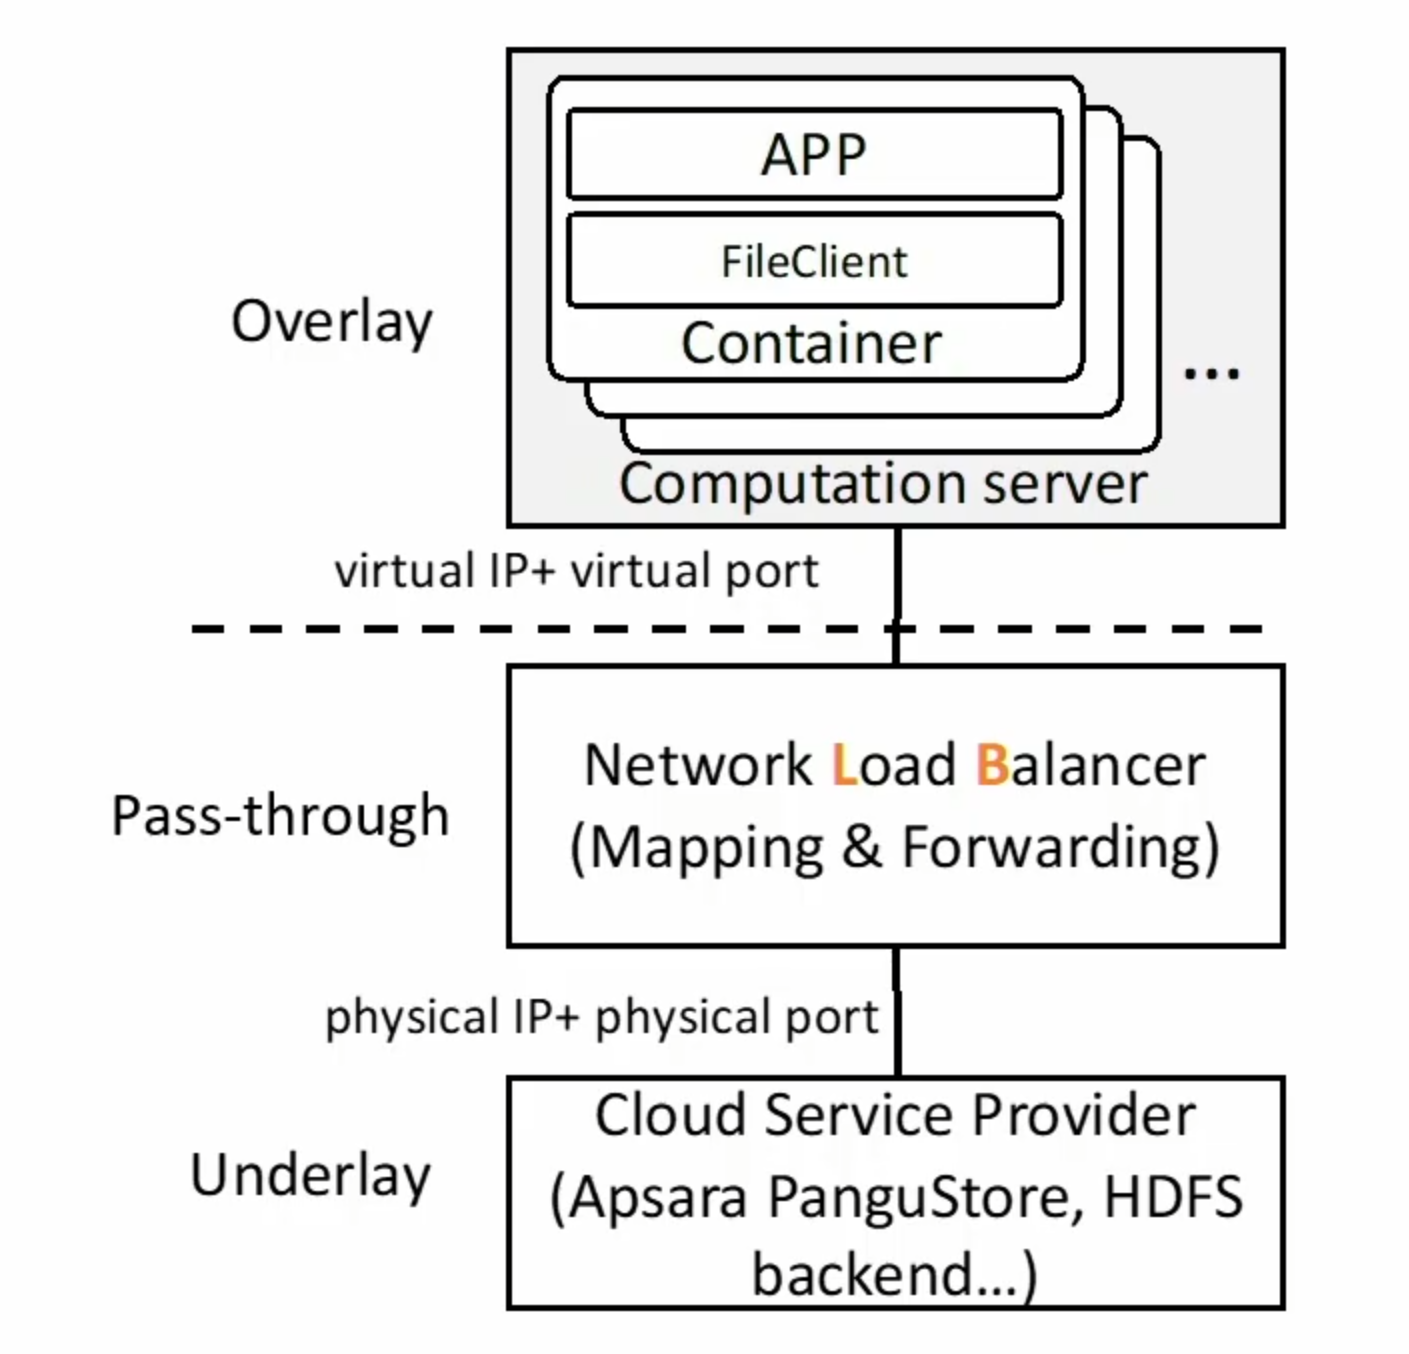 APP
FileClient
Container
Overlay
...
Computation server
virtual IP+ virtual port
Network Load Balancer
(Mapping & Forwarding)
Pass-through
physical IP+ physical port
Cloud Service Provider
(Apsara PanguStore, HDFS
backend...)
Underlay